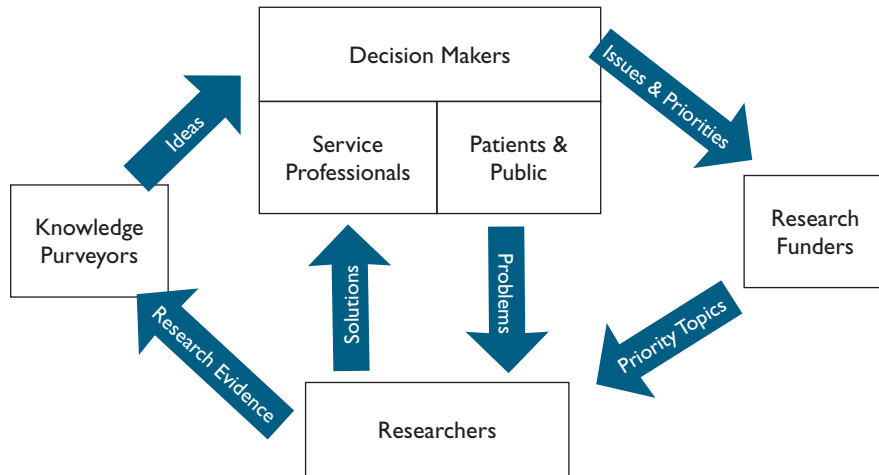 Decision Makers
Issues & Priorities
Ideas
Service
Professionals
Patients &
Public
Knowledge
Purveyors
Research
Funders
Solutions
Problems
Priority Topics
Research Evidence
Researchers